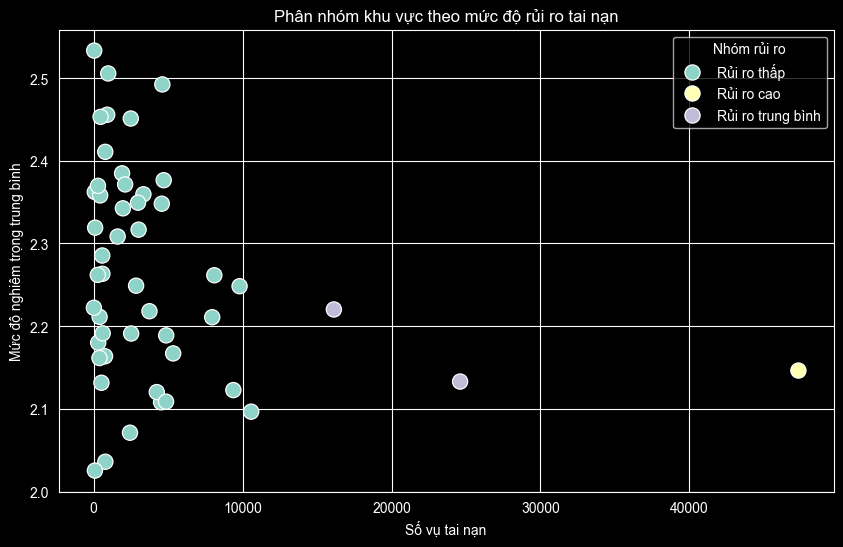 Phân nhóm khu vực theo mức độ rủi ro tai nạn
Nhóm rủi ro
Rủi ro thấp
Rủi ro cao
Rủi ro trung bình
Mức độ nghiêm trọng trung bình
2.5
2.4
2.3
2.2
2.1
2.0
0 10000 20000 30000 40000
Số vụ tai nạn